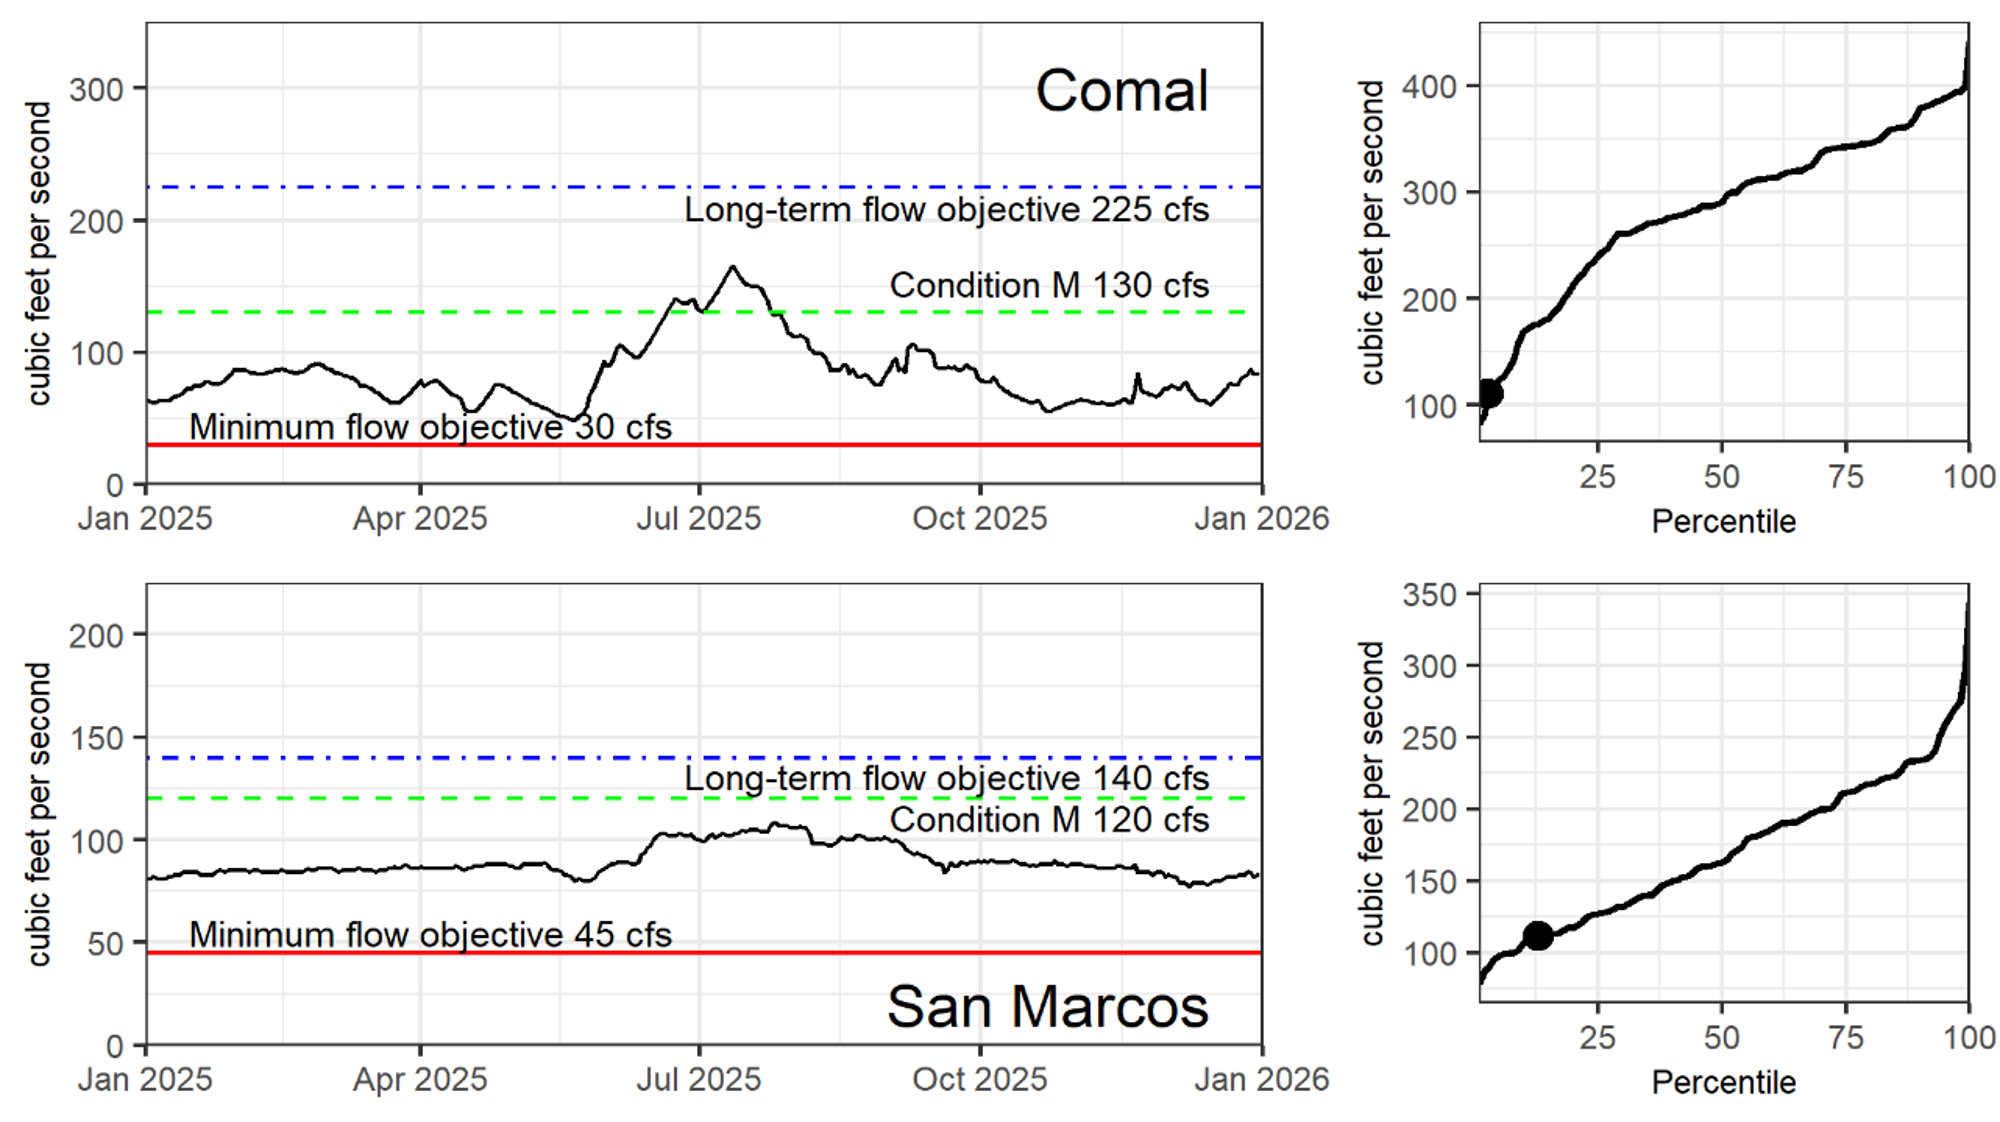 Comal
cubic feet per second
300
200
100
0
Long-term flow objective 225 cfs
Condition M 130 cfs
Minimum flow objective 30 cfs
Jan 2025 Apr 2025 Jul 2025 Oct 2025 Jan 2026
cubic feet per second
400
300
200
100
25 50 75 100
Percentile
cubic feet per second
200
150
100
50
0
Long-term flow objective 140 cfs
Condition M 120 cfs
Minimum flow objective 45 cfs
San Marcos
Jan 2025 Apr 2025 Jul 2025 Oct 2025 Jan 2026
cubic feet per second
350
300
250
200
150
100
25 50 75 100
Percentile